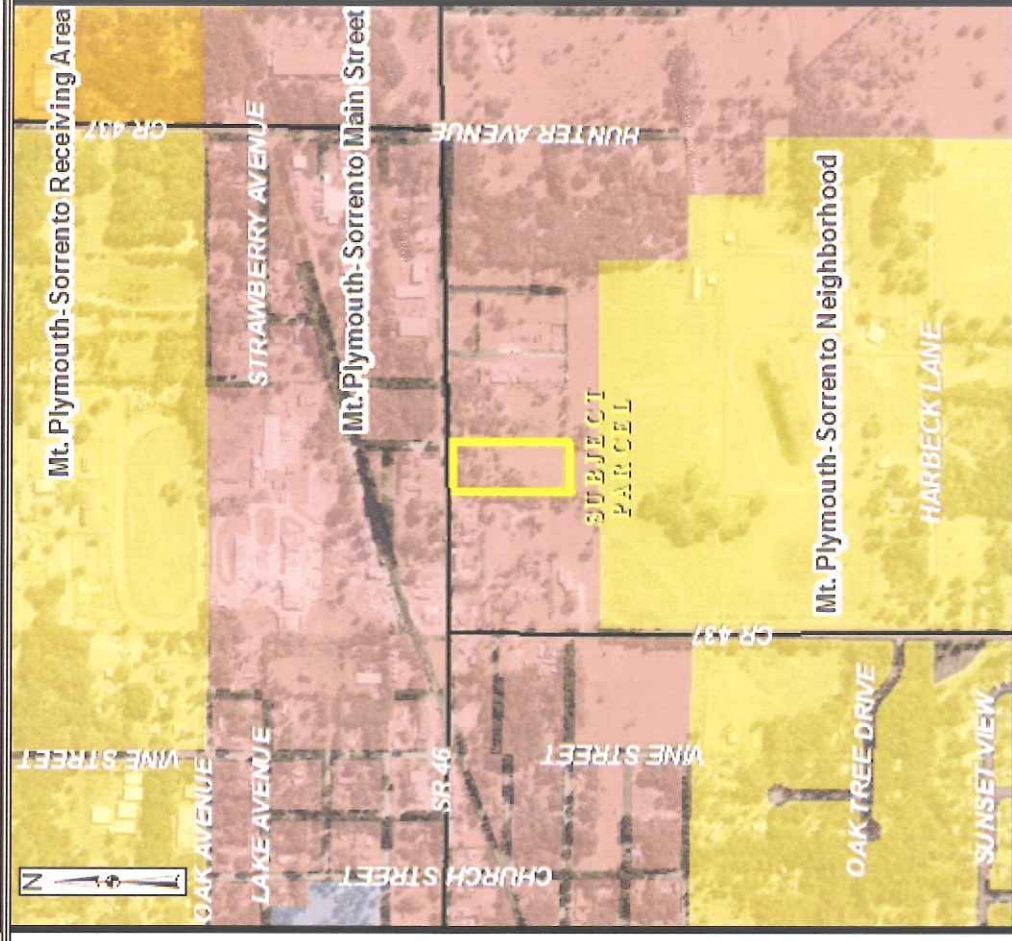 N
OAK AVENUE
VINE STREET
Mt. Plymouth-Sorrento Receiving Area
CR 437
LAKE AVENUE
STRAWBERRY AVENUE
Mt. Plymouth-Sorrento Main Street
CHURCH STREET
SR 46
HUNTER AVENUE
VINE STREET
SUBJECT
PARCEL
CR 437
Mt. Plymouth-Sorrento Neighborhood
OAK TREE DRIVE
HARBECK LANE
SUNSET VIEW